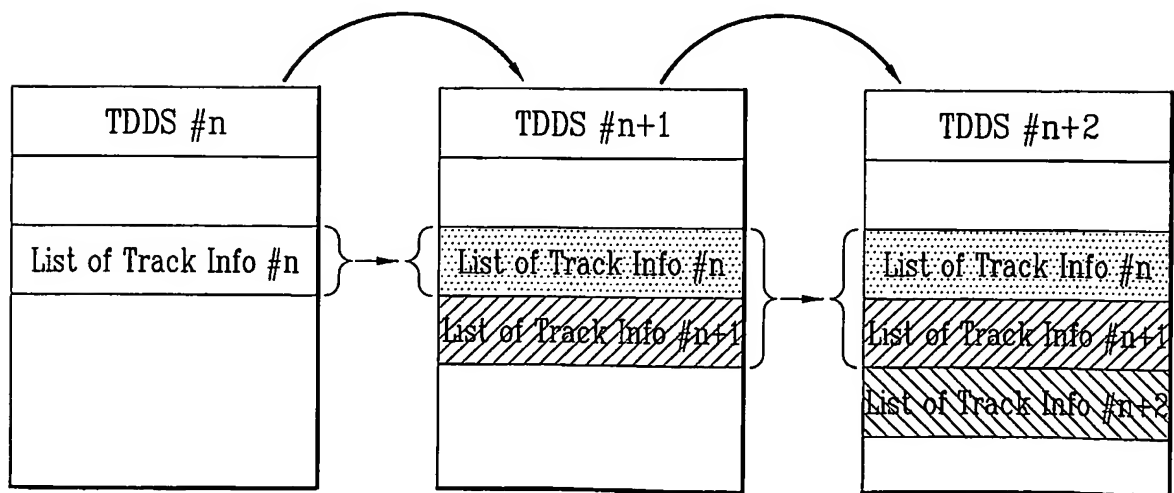 TDDS #n
List of Track Info #n
TDDS #n+1
List of Track Info #n
List of Track Info #n+1
TDDS #n+2
List of Track Info #n
List of Track Info #n+1
List of Track Info #n+2